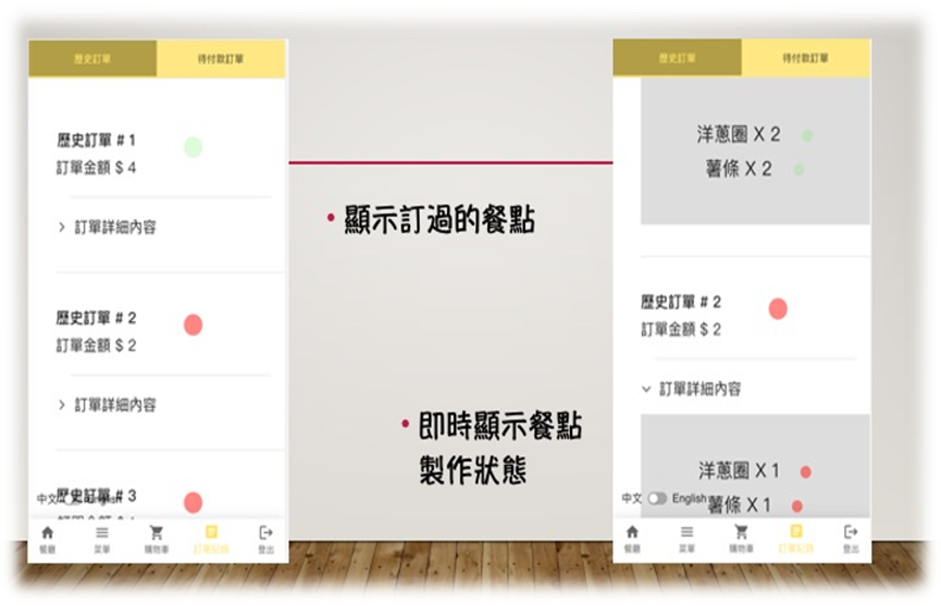 歷史訂單 待付款訂單
歷史訂單 # 1
訂單金額 $ 4
> 訂單詳細內容
歷史訂單 # 2
訂單金額 $ 2
> 訂單詳細內容
歷史訂單 # 3
中文 English
餐廳 菜單 購物車 訂單紀錄 登出
• 顯示訂過的餐點
• 即時顯示餐點
製作狀態
歷史訂單 待付款訂單
洋蔥圈 X 2
薯條 X 2
歷史訂單 # 2
訂單金額 $ 2
訂單詳細內容
洋蔥圈 X 1
中文 English
薯條 X 1
餐廳 菜單 購物車 訂單紀錄 登出